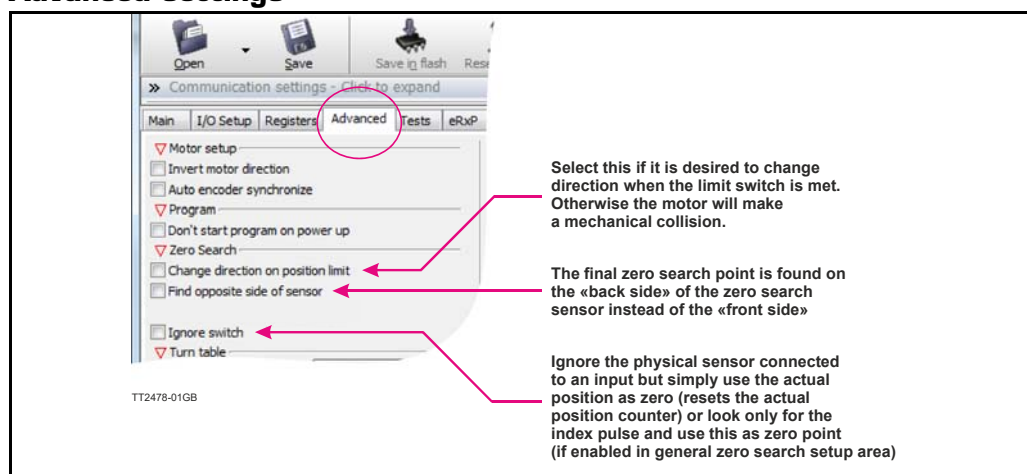 Open
Save
Save in flash
Rese
» Communication settings - Click to expand
Main
I/O Setup
Registers
Advanced
Tests
eRxP
Motor setup
Invert motor direction
Auto encoder synchronize
Program
Don't start program on power up
Zero Search
Change direction on position limit
Find opposite side of sensor
Ignore switch
Turn table
Select this if it is desired to change
direction when the limit switch is met.
Otherwise the motor will make
a mechanical collision.
The final zero search point is found on
the «back side» of the zero search
sensor instead of the «front side»
Ignore the physical sensor connected
to an input but simply use the actual
position as zero (resets the actual
position counter) or look only for the
index pulse and use this as zero point
(if enabled in general zero search setup area)
TT2478-01GB